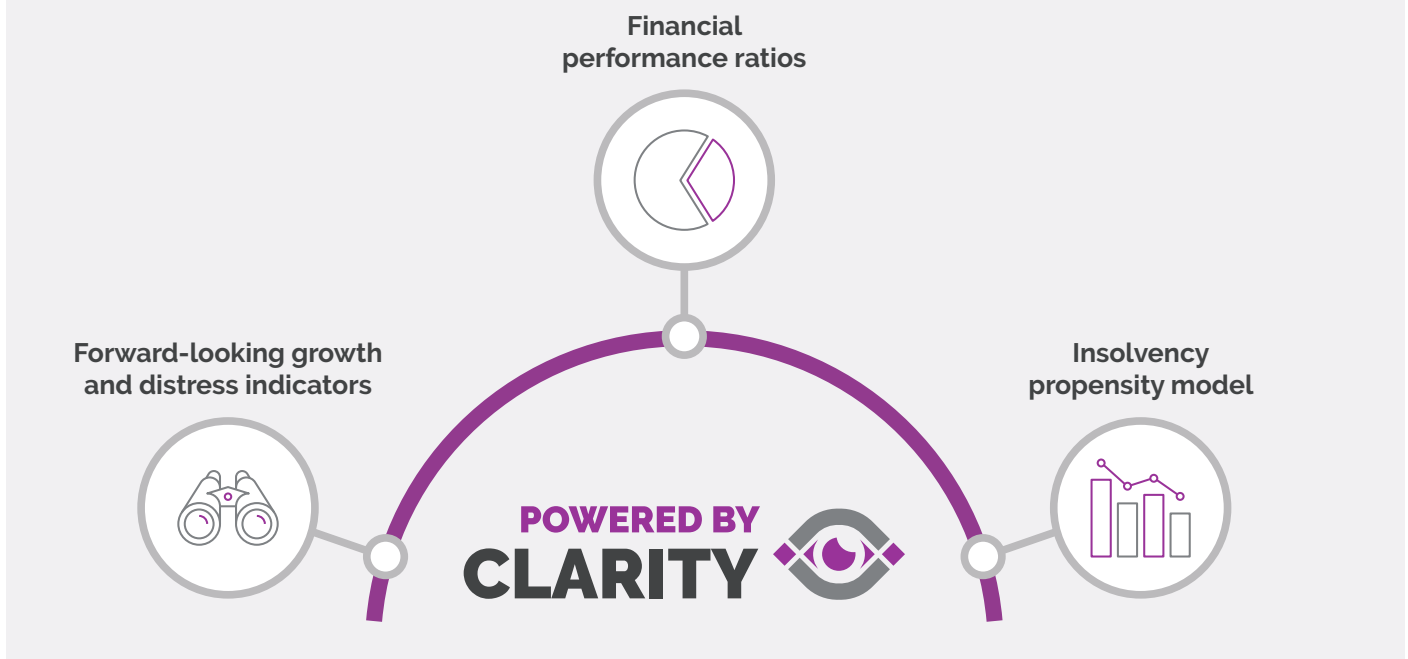 Financial
performance ratios
Forward-looking growth
and distress indicators
Insolvency
propensity model
POWERED BY
CLARITY